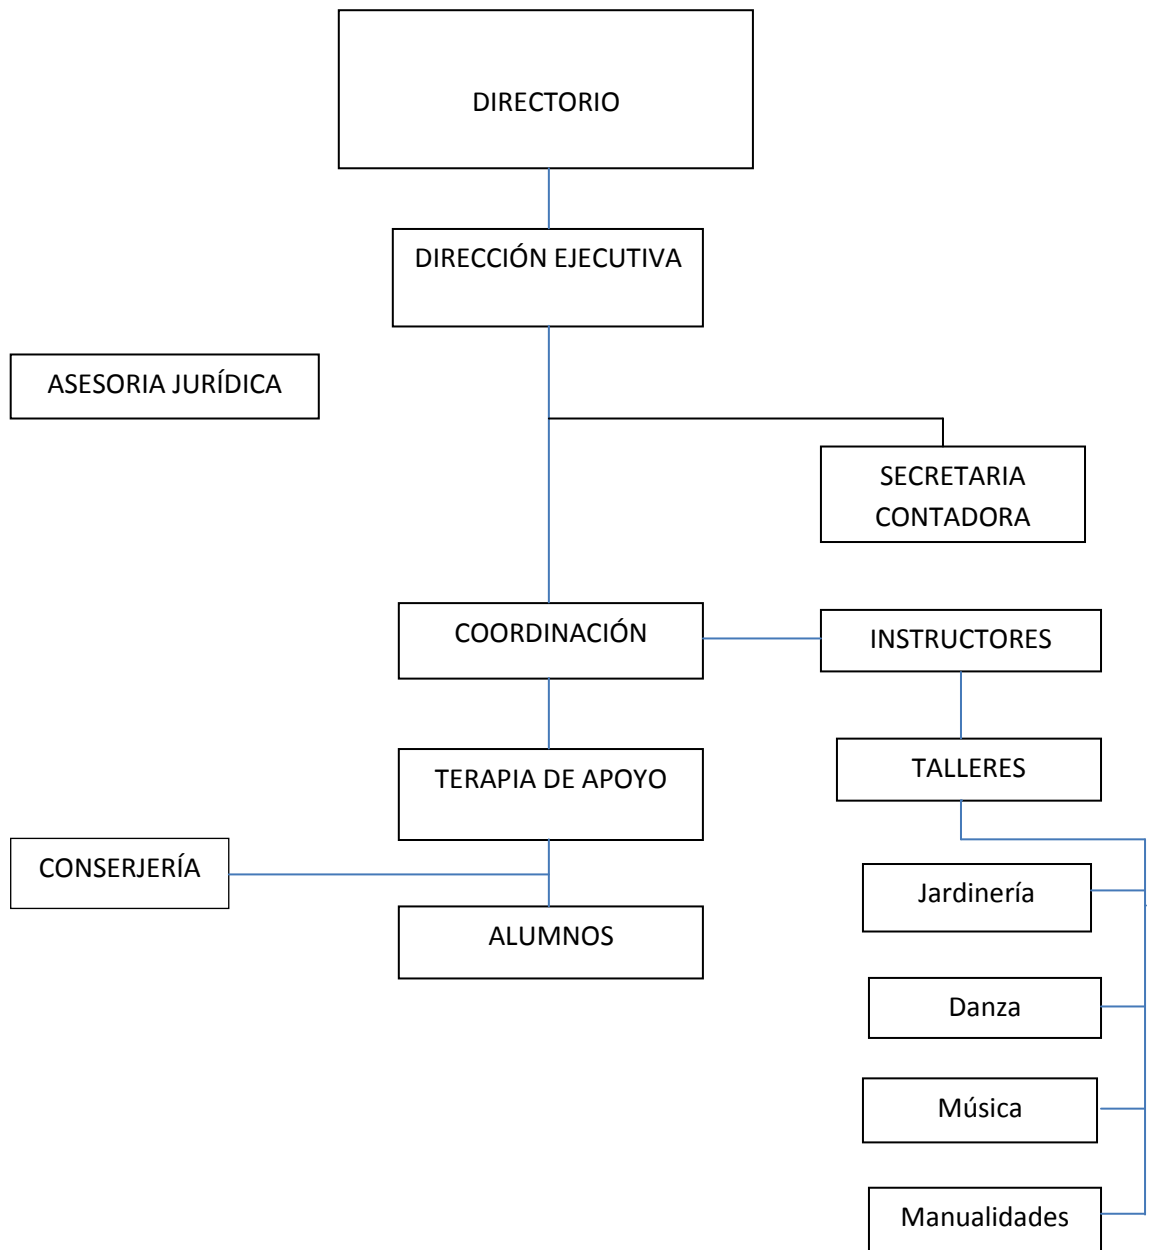 DIRECTORIO
DIRECCIÓN EJECUTIVA
ASESORIA JURÍDICA
SECRETARIA
CONTADORA
COORDINACIÓN
INSTRUCTORES
TERAPIA DE APOYO
TALLERES
CONSERJERÍA
Jardinería
ALUMNOS
Danza
Música
Manualidades